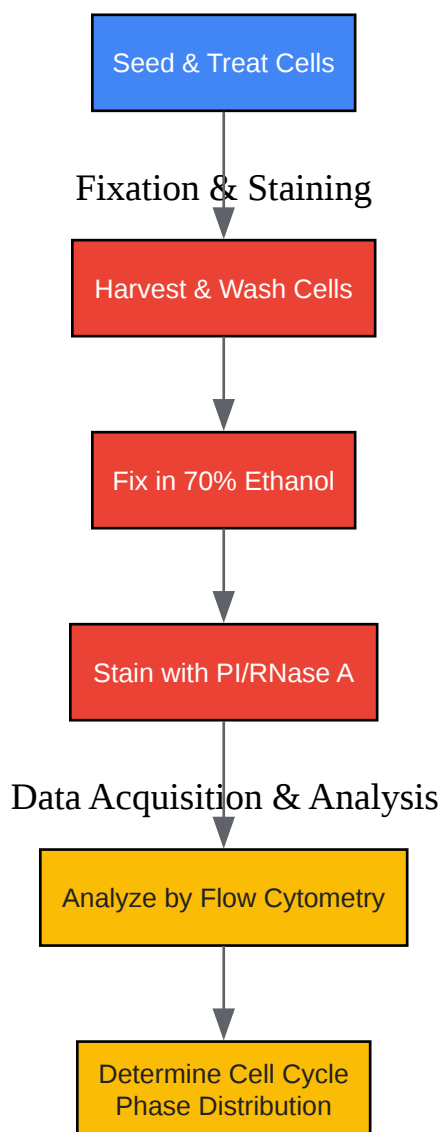 Seed & Treat Cells
Fixation & Staining
Harvest & Wash Cells
Fix in 70% Ethanol
Stain with PI/RNase A
Data Acquisition & Analysis
Analyze by Flow Cytometry
Determine Cell Cycle
Phase Distribution